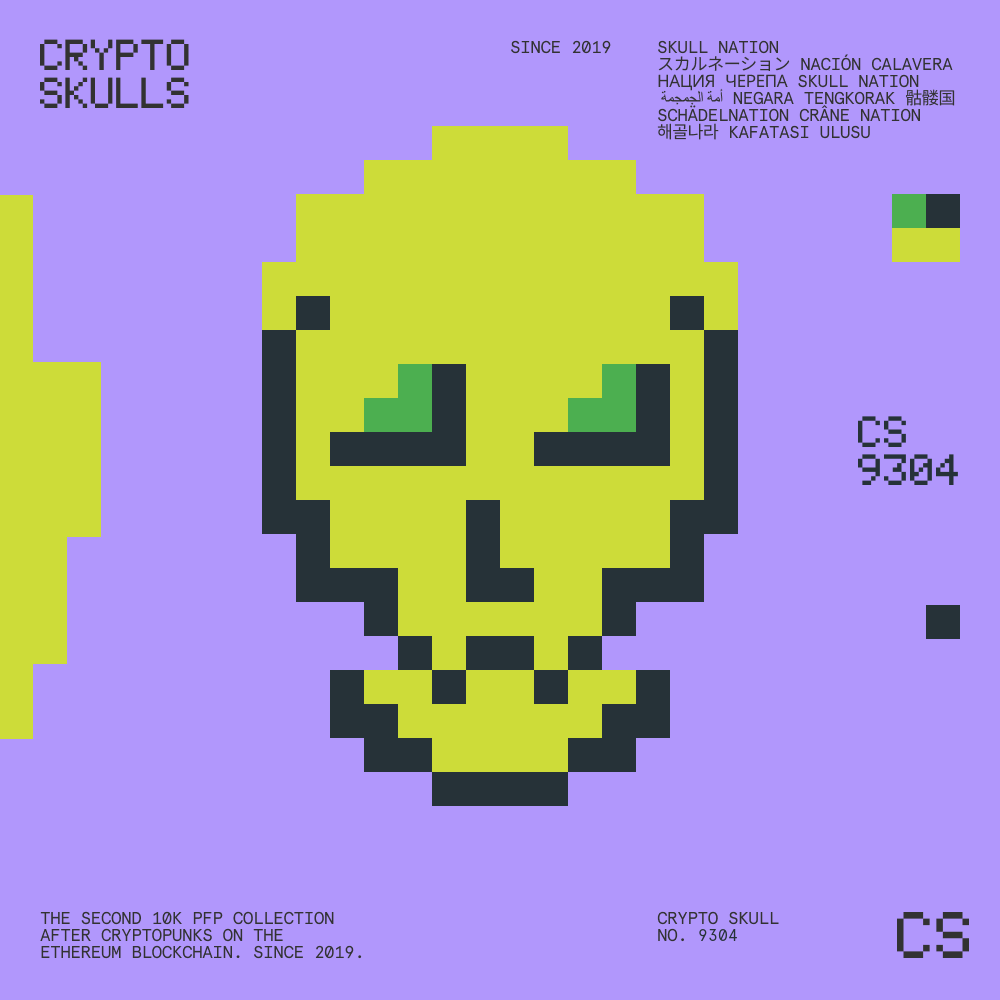 CRYPTO
SKULLS
SINCE 2019
SKULL NATION
スカルネーション NACIÓN CALAVERA
НАЦИЯ ЧЕРЕПА SKULL NATION
أمة الجمجمة NEGARA TENGKORAK 骷髅国
SCHÄDELNATION CRÂNE NATION
해골나라 KAFATASI ULUSU
CS
9304
THE SECOND 10K PFP COLLECTION
AFTER CRYPTOPUNKS ON THE
ETHEREUM BLOCKCHAIN. SINCE 2019.
CRYPTO SKULL
NO. 9304
CS